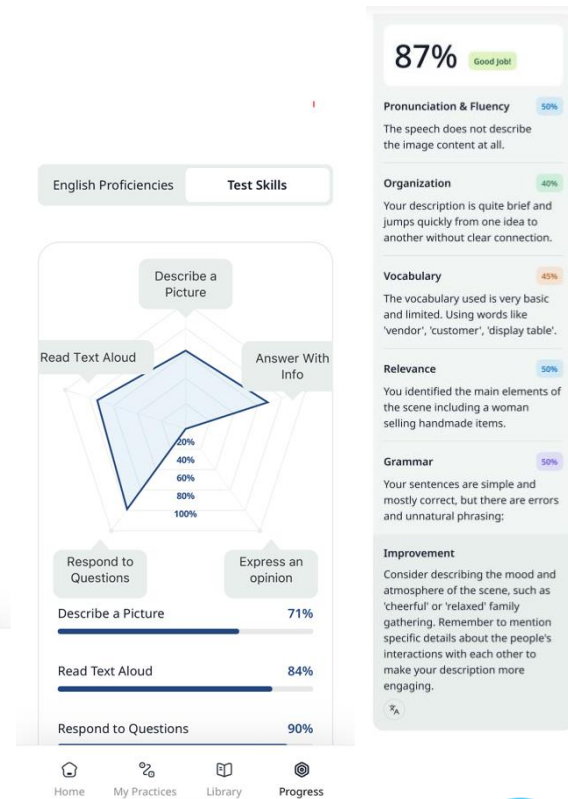 English Proficiencies
Test Skills
Describe a
Picture
Read Text Aloud
Answer With
Info
20%
40%
60%
80%
100%
Respond to
Questions
Express an
opinion
Describe a Picture
71%
Read Text Aloud
84%
Respond to Questions
90%
Home
My Practices
Library
Progress
87%
Good Job!
Pronunciation & Fluency
50%
The speech does not describe
the image content at all.
Organization
40%
Your description is quite brief and
jumps quickly from one idea to
another without clear connection.
Vocabulary
45%
The vocabulary used is very basic
and limited. Using words like
'vendor', 'customer', 'display table'.
Relevance
50%
You identified the main elements of
the scene including a woman
selling handmade items.
Grammar
50%
Your sentences are simple and
mostly correct, but there are errors
and unnatural phrasing:
Improvement
Consider describing the mood and
atmosphere of the scene, such as
'cheerful' or 'relaxed' family
gathering. Remember to mention
specific details about the people's
interactions with each other to
make your description more
engaging.